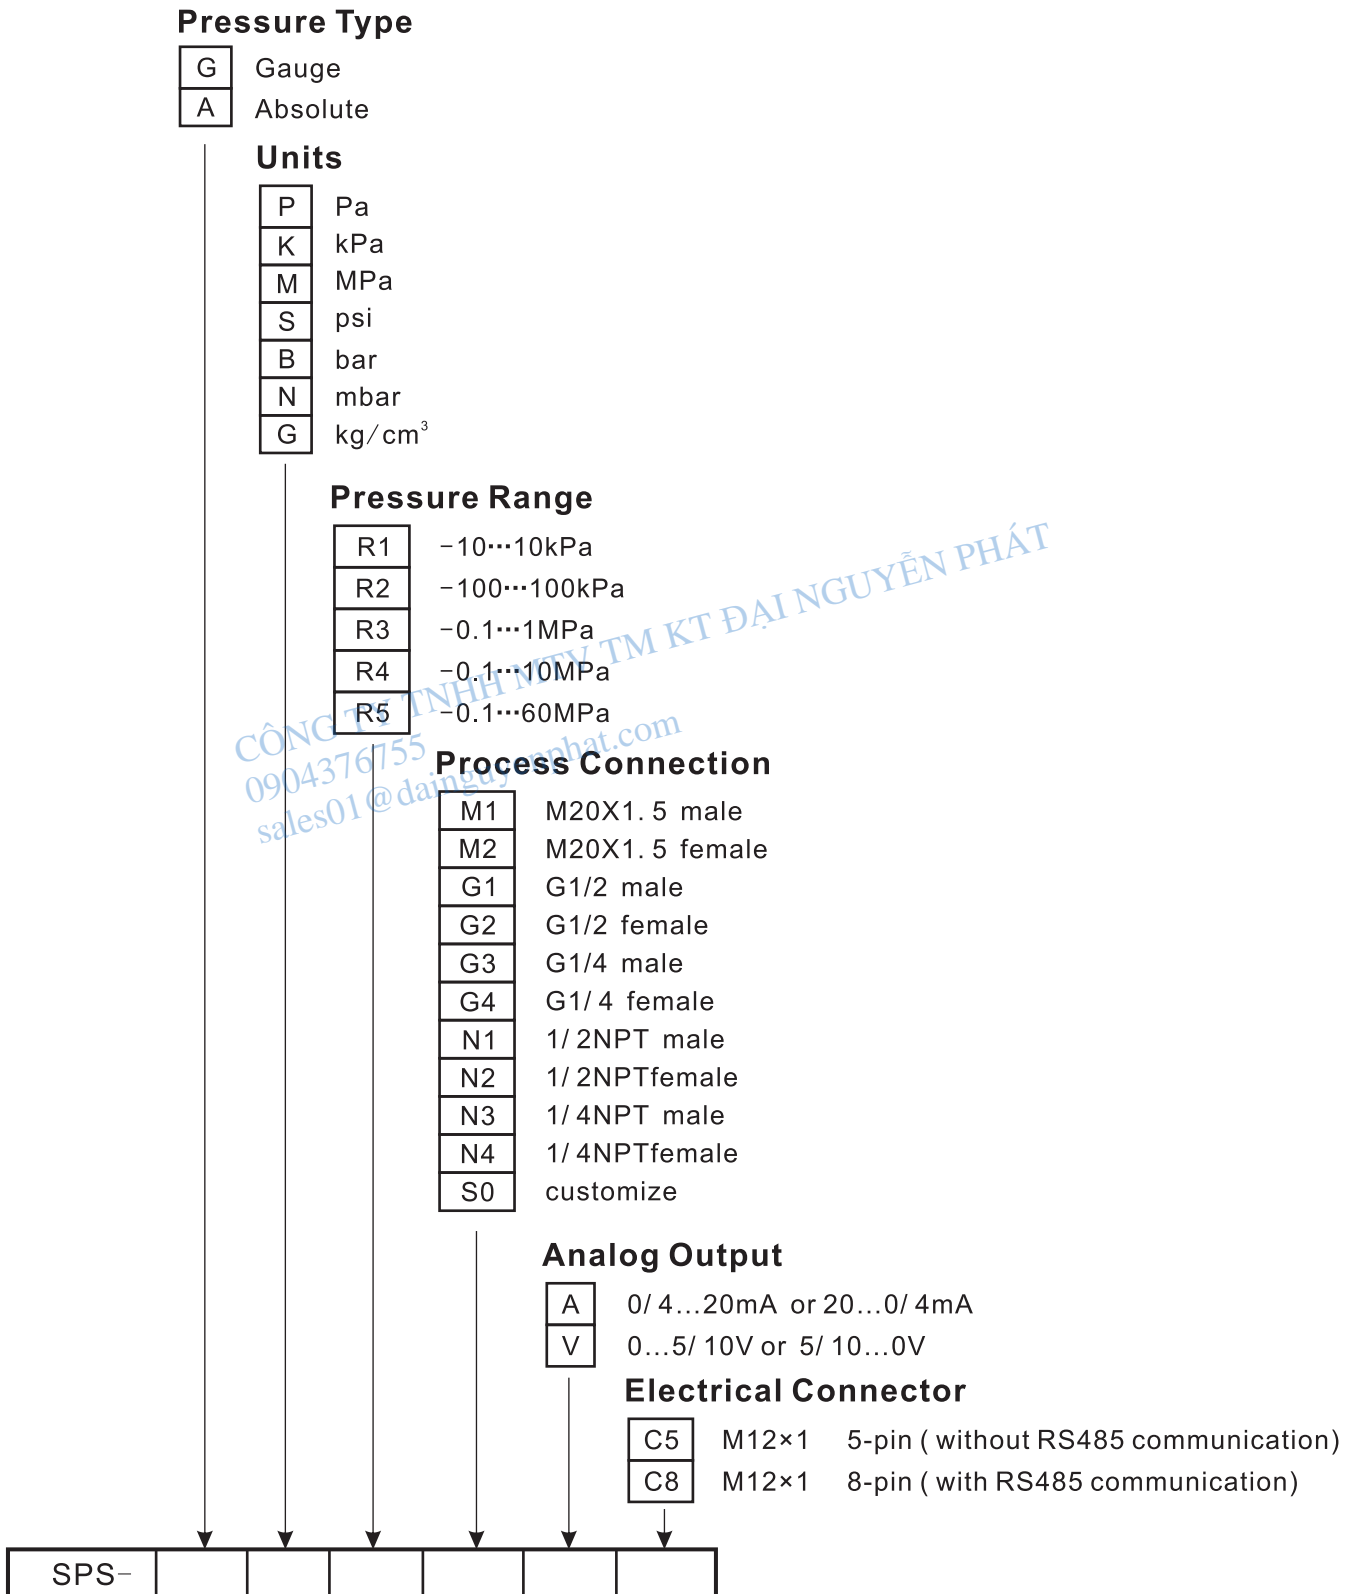 Pressure Type
G Gauge
A Absolute
Units
P Pa
K kPa
M MPa
S psi
B bar
N mbar
G kg/cm³
Pressure Range
R1 -10···10kPa
R2 -100···100kPa
R3 -0.1···1MPa
R4 -0.1···10MPa
R5 -0.1···60MPa
CÔNG TY TNHH MTV TM KT ĐẠI NGUYỄN PHÁT
0904376755
sales01@dainguyenphat.com
Process Connection
M1 M20X1.5 male
M2 M20X1.5 female
G1 G1/2 male
G2 G1/2 female
G3 G1/4 male
G4 G1/4 female
N1 1/2NPT male
N2 1/2NPTfemale
N3 1/4NPT male
N4 1/4NPTfemale
S0 customize
Analog Output
A 0/4...20mA or 20...0/4mA
V 0...5/10V or 5/10...0V
Electrical Connector
C5 M12×1 5-pin (without RS485 communication)
C8 M12×1 8-pin (with RS485 communication)
SPS-